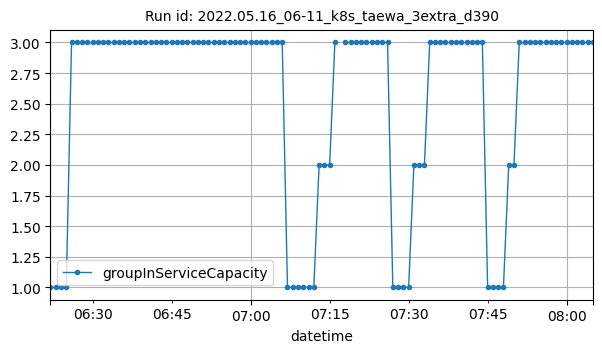 Run id: 2022.05.16_06-11_k8s_taewa_3extra_d390
3.00
2.75
2.50
2.25
2.00
1.75
1.50
1.25
1.00
groupInServiceCapacity
06:30 06:45 07:00 07:15 07:30 07:45 08:00
datetime